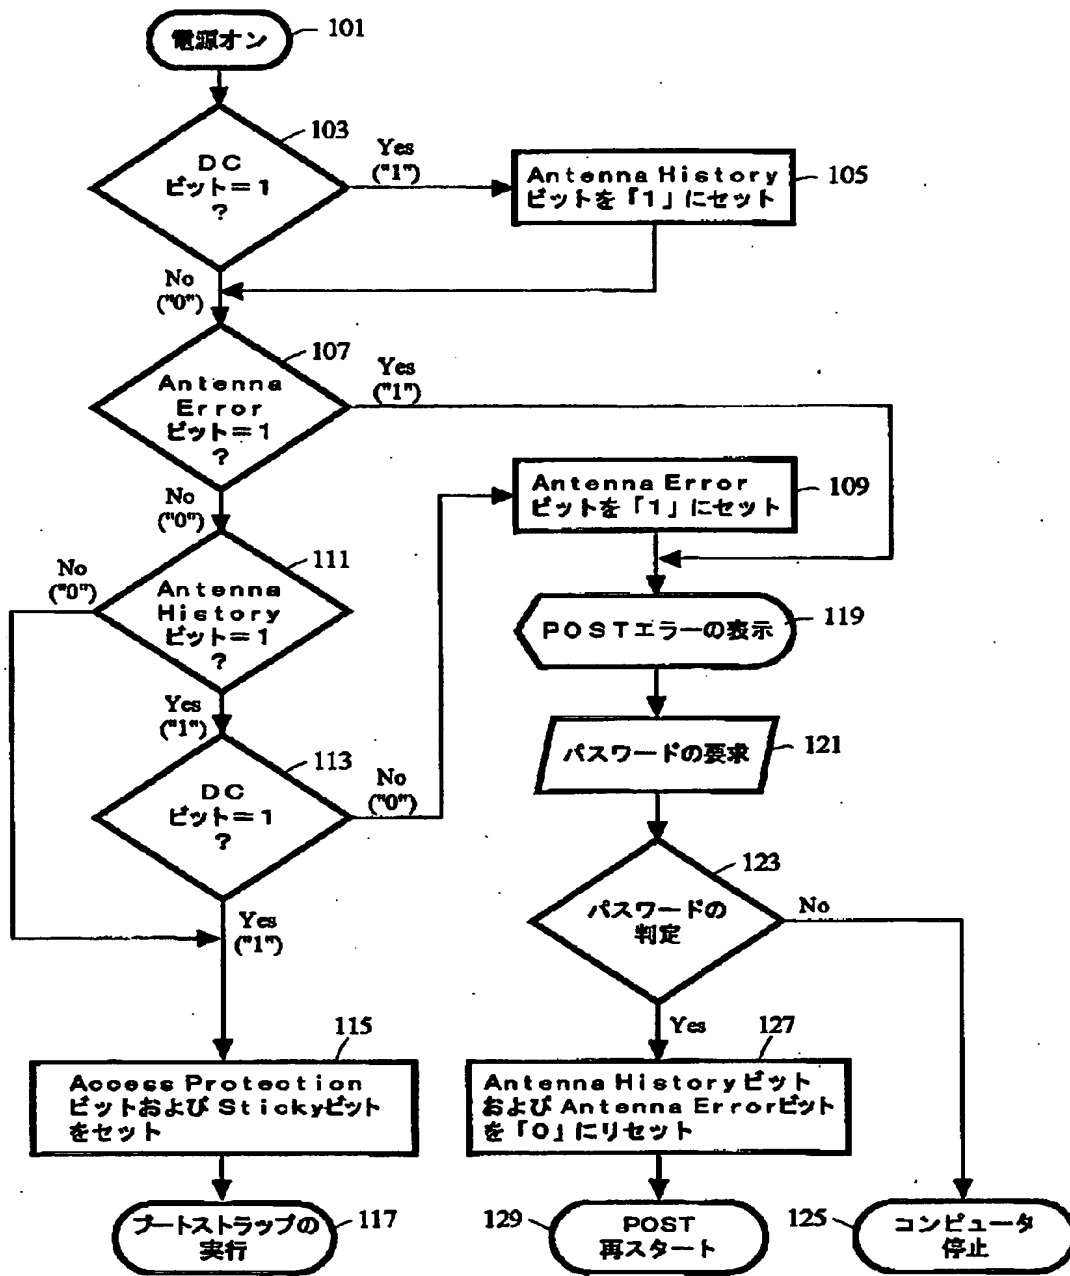 電源オン
101
DC
ビット=1
?
103
Yes
("1")
Antenna History
ビットを「1」にセット
105
No
("0")
Antenna
Error
ビット=1
?
107
Yes
("1")
No
("0")
Antenna Error
ビットを「1」にセット
109
Antenna
History
ビット=1
?
111
No
("0")
Yes
("1")
POSTエラーの表示
119
パスワードの要求
121
DC
ビット=1
?
113
No
("0")
Yes
("1")
パスワードの
判定
123
No
Yes
115
Access Protection
ビットおよびStickyビット
をセット
127
Antenna Historyビット
およびAntenna Errorビット
を「0」にリセット
ブートストラップの
実行
117
129
POST
再スタート
125
コンピュータ
停止